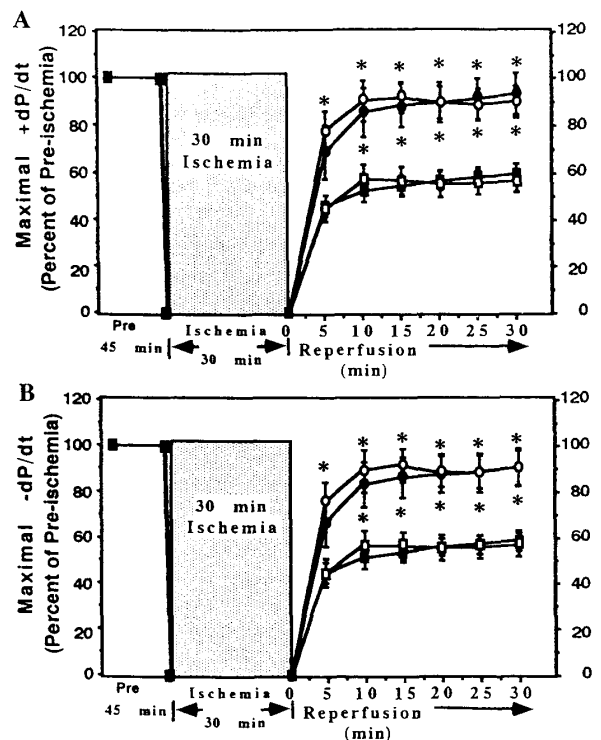 A
Maximal +dP/dt
(Percent of Pre-ischemia)
120
100
80
60
40
20
0
30 min
Ischemia
* * * * * *
* * * * *
120
100
80
60
40
20
0
Pre
45 min
Ischemia
30 min
0 5 10 15 20 25 30
Reperfusion
(min)
B
Maximal -dP/dt
(Percent of Pre-ischemia)
120
100
80
60
40
20
0
30 min
Ischemia
* * * * * *
* * * * *
120
100
80
60
40
20
0
Pre
45 min
Ischemia
30 min
0 5 10 15 20 25 30
Reperfusion
(min)